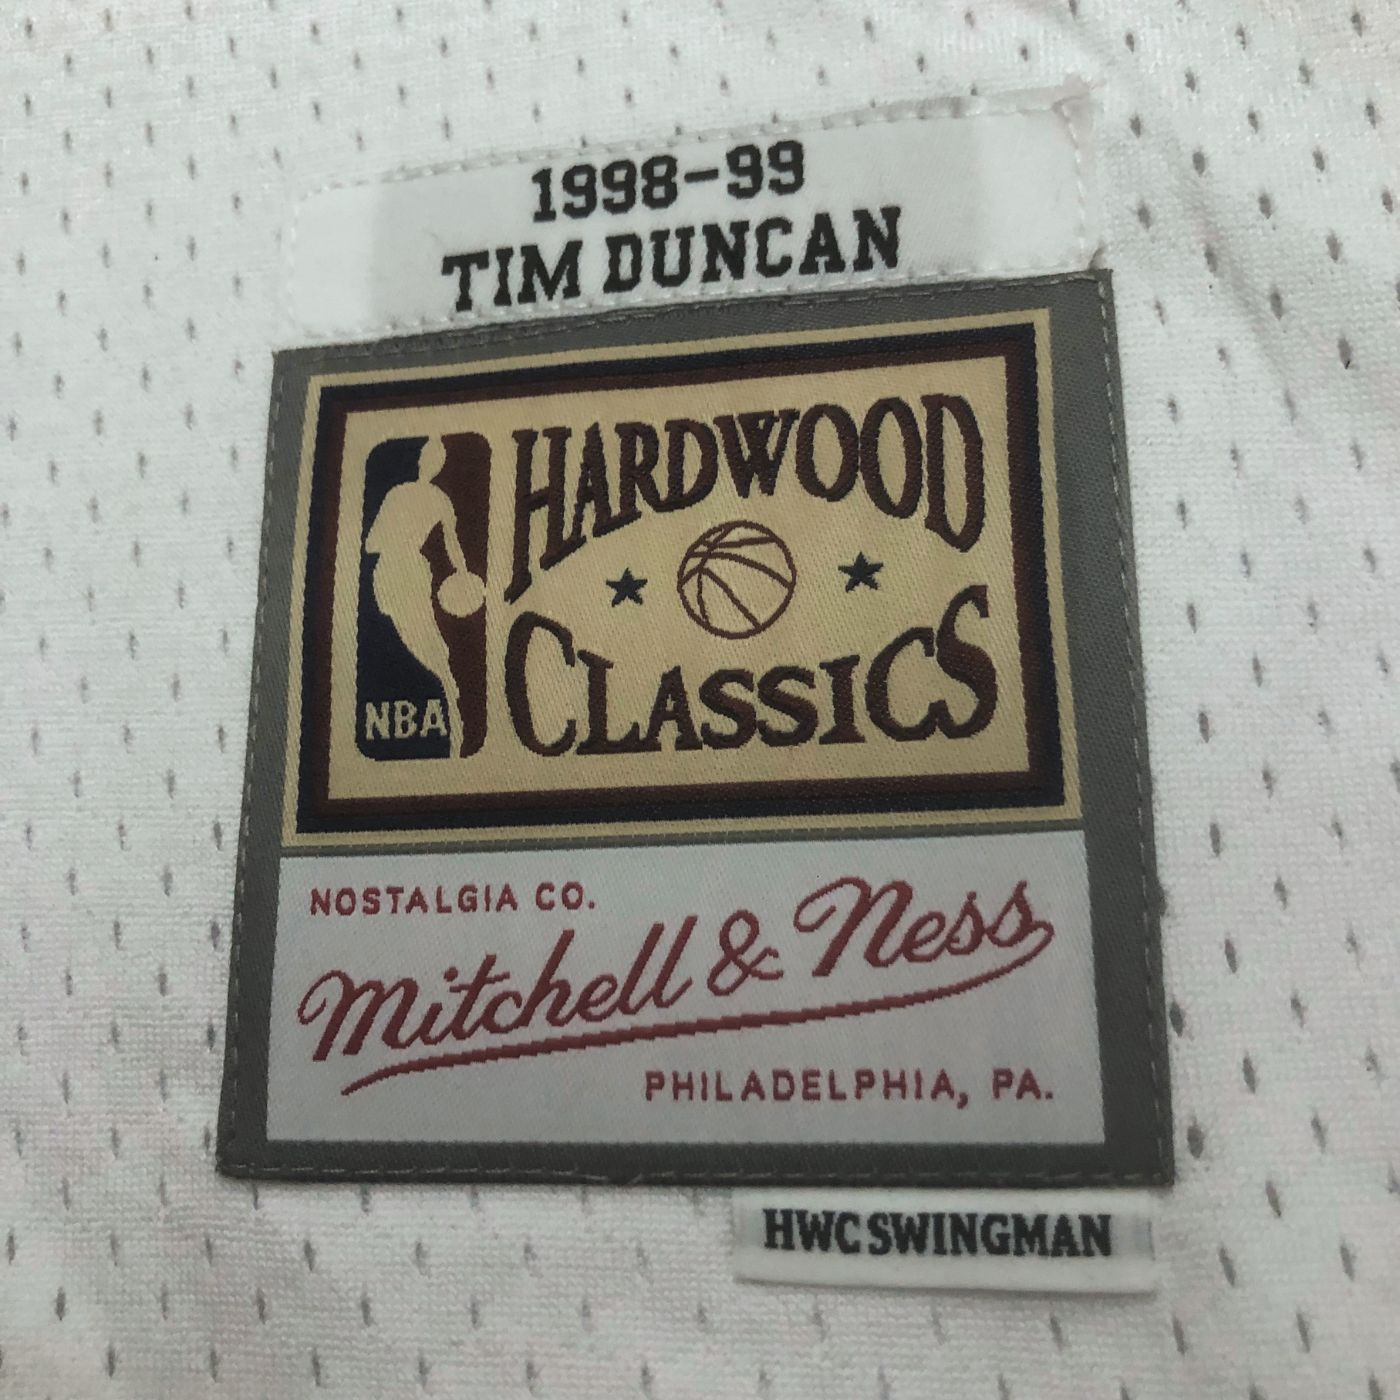 1998-99
TIM DUNCAN
HARDWOOD
CLASSICS
NBA
NOSTALGIA CO.
Mitchell & Ness
PHILADELPHIA, PA.
HWC SWINGMAN